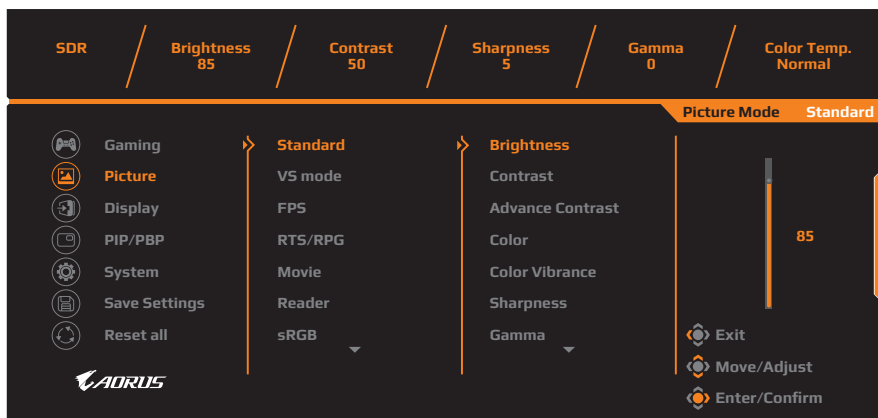 SDR
Brightness
85
Contrast
50
Sharpness
5
Gamma
0
Color Temp.
Normal
Picture Mode Standard
Gaming
Picture
Display
PIP/PBP
System
Save Settings
Reset all
Standard
VS mode
FPS
RTS/RPG
Movie
Reader
sRGB
Brightness
Contrast
Advance Contrast
Color
Color Vibrance
Sharpness
Gamma
85
Exit
Move/Adjust
Enter/Confirm
AORUS